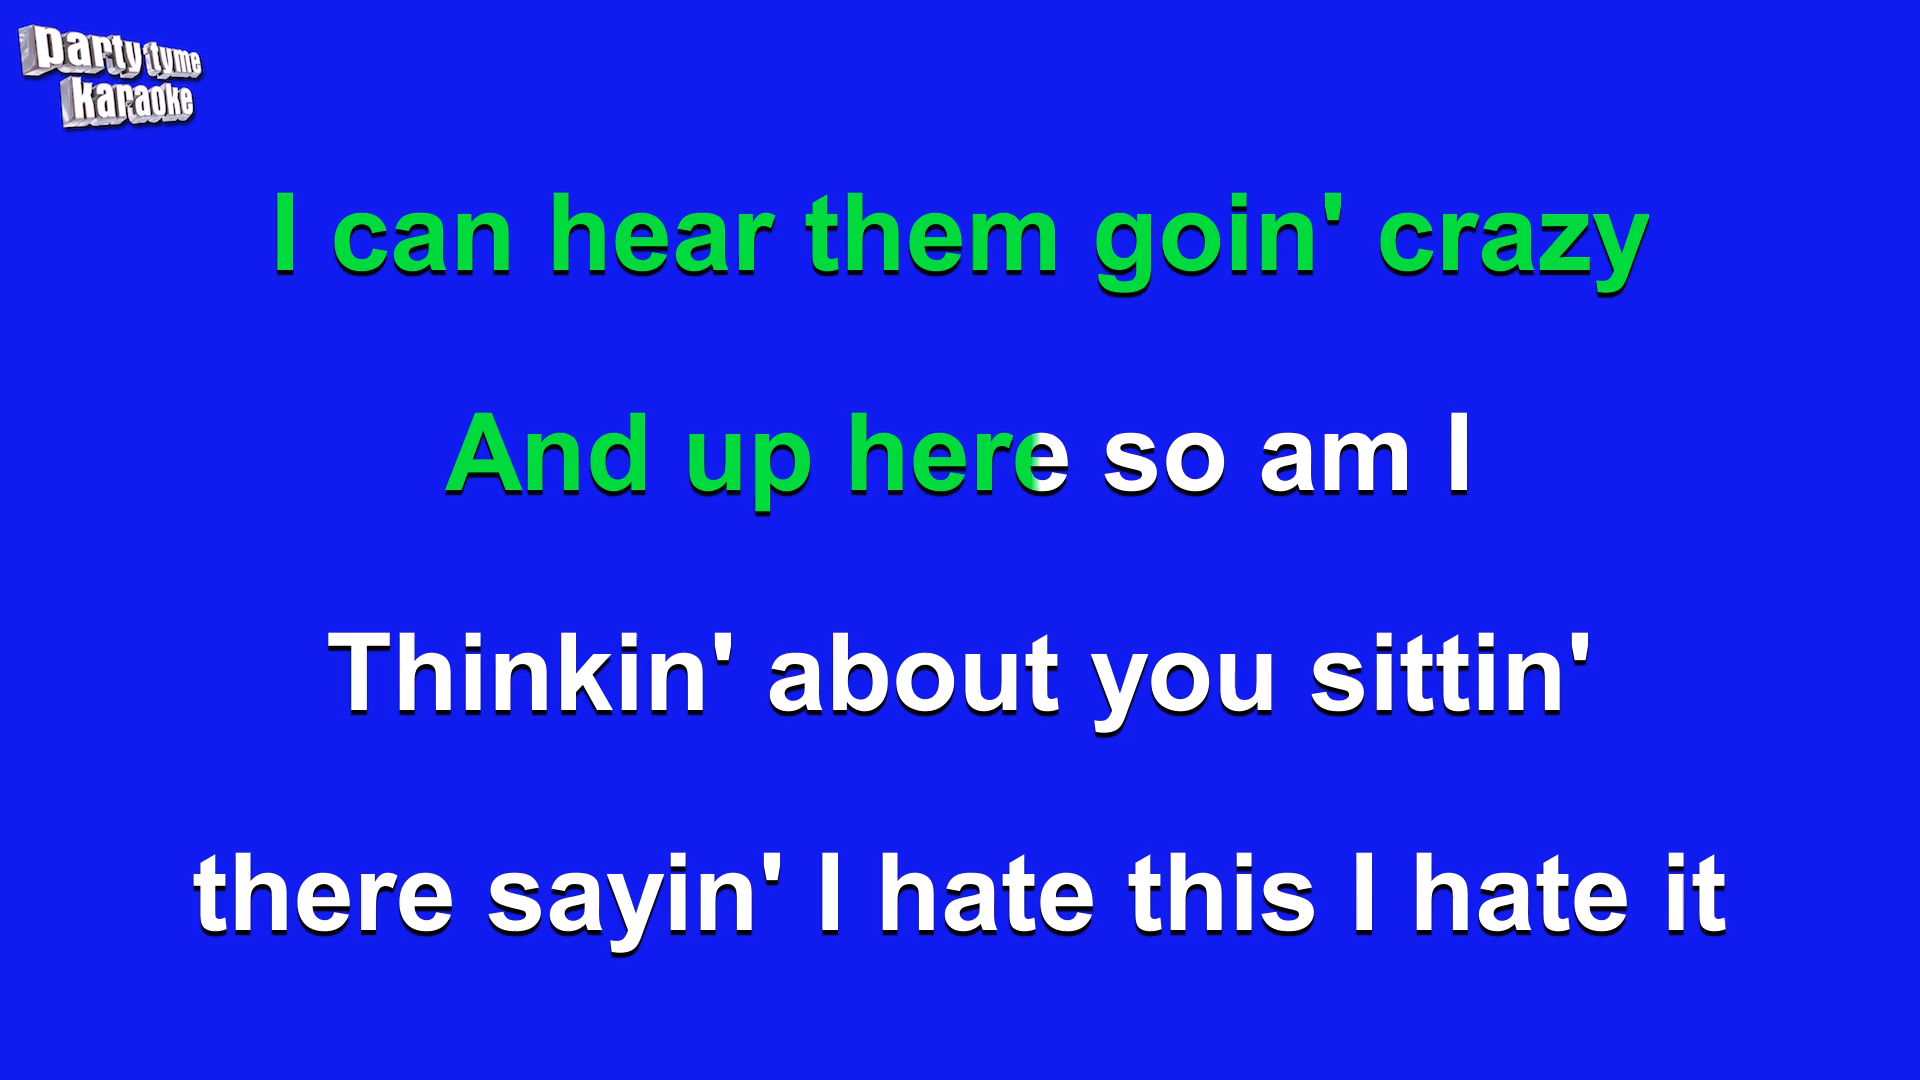 party tyme
karaoke
I can hear them goin' crazy
And up here so am I
Thinkin' about you sittin'
there sayin' I hate this I hate it